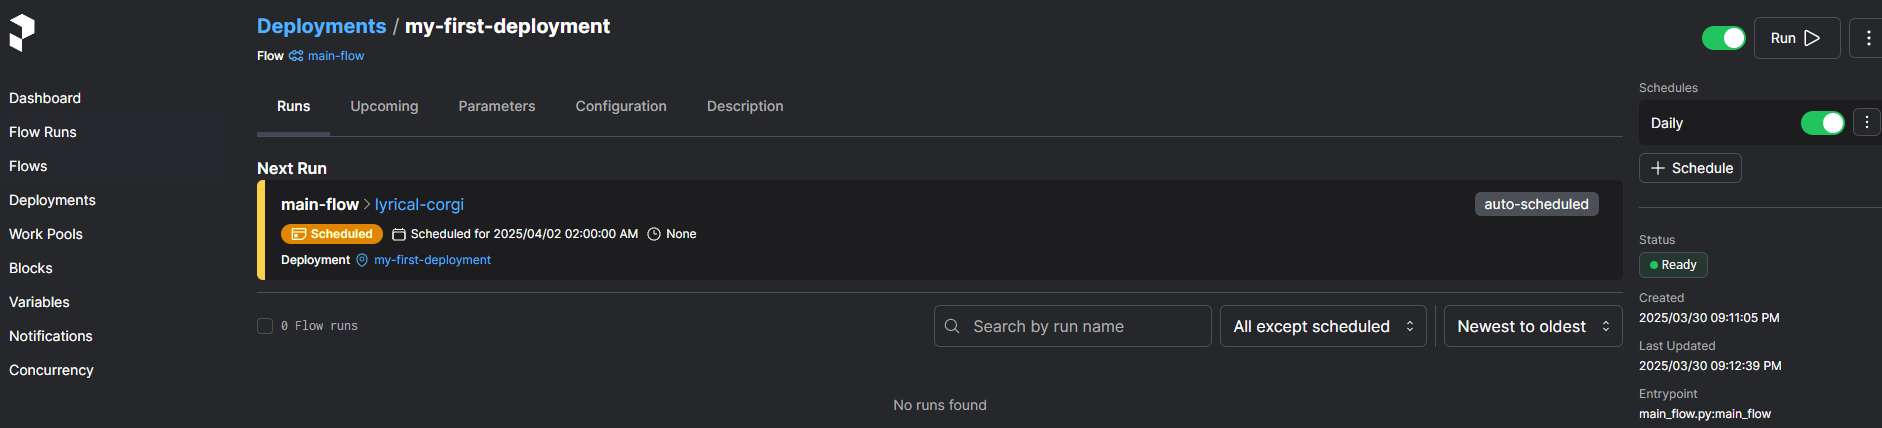 Deployments / my-first-deployment
Flow main-flow
Run
Dashboard
Flow Runs
Flows
Deployments
Work Pools
Blocks
Variables
Notifications
Concurrency
Runs Upcoming Parameters Configuration Description
Next Run
main-flow > lyrical-corgi
auto-scheduled
Scheduled Scheduled for 2025/04/02 02:00:00 AM None
Deployment my-first-deployment
0 Flow runs
Search by run name
All except scheduled
Newest to oldest
No runs found
Schedules
Daily
+ Schedule
Status
Ready
Created
2025/03/30 09:11:05 PM
Last Updated
2025/03/30 09:12:39 PM
Entrypoint
main_flow.py:main_flow